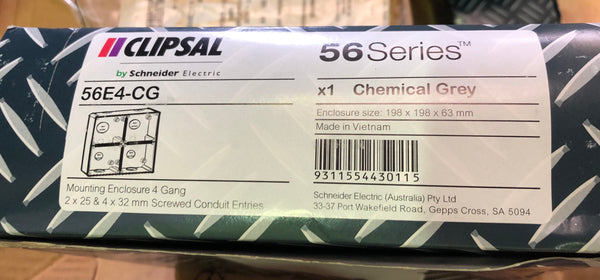 CLIPSAL
by Schneider Electric
56E4-CG
Mounting Enclosure 4 Gang
2 x 25 & 4 x 32 mm Screwed Conduit Entries
56 Series™
x1 Chemical Grey
Enclosure size: 198 x 198 x 63 mm
Made in Vietnam
9311554430115
Schneider Electric (Australia) Pty Ltd
33-37 Port Wakefield Road, Gepps Cross, SA 5094